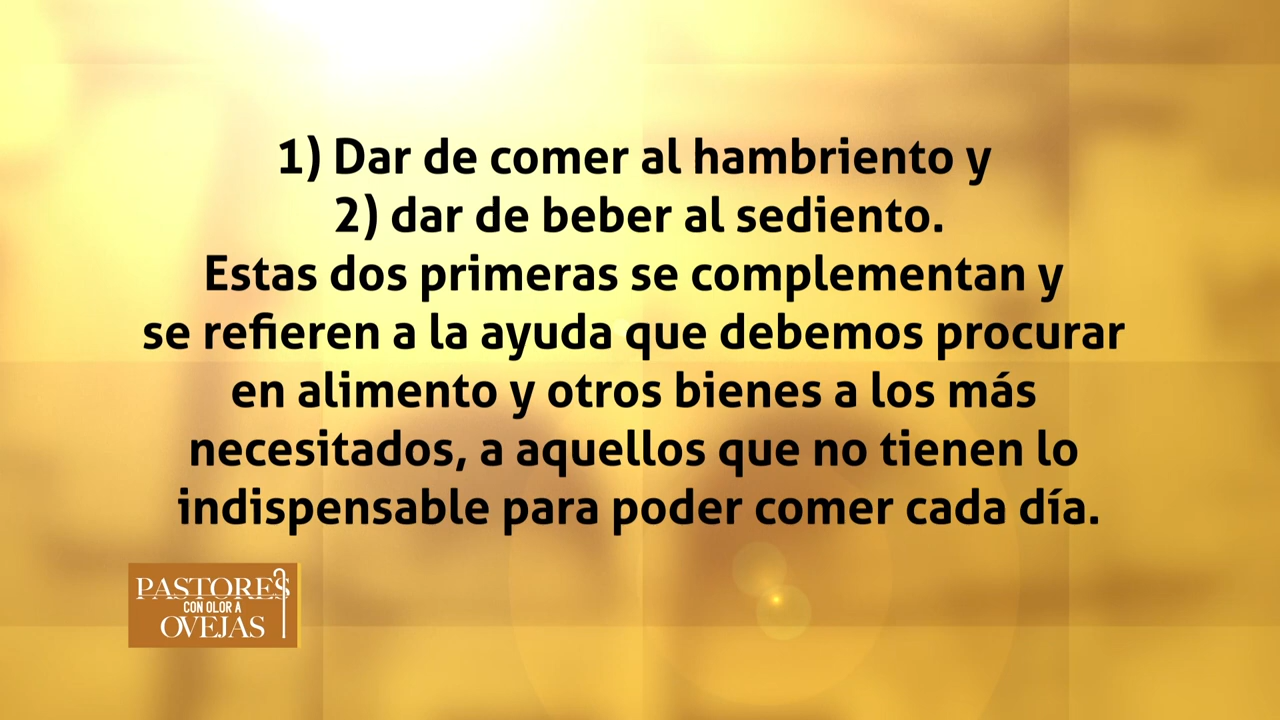 1) Dar de comer al hambriento y
2) dar de beber al sediento.
Estas dos primeras se complementan y
se refieren a la ayuda que debemos procurar
en alimento y otros bienes a los más
necesitados, a aquellos que no tienen lo
indispensable para poder comer cada día.
PASTORES
CON OLOR A
OVEJAS